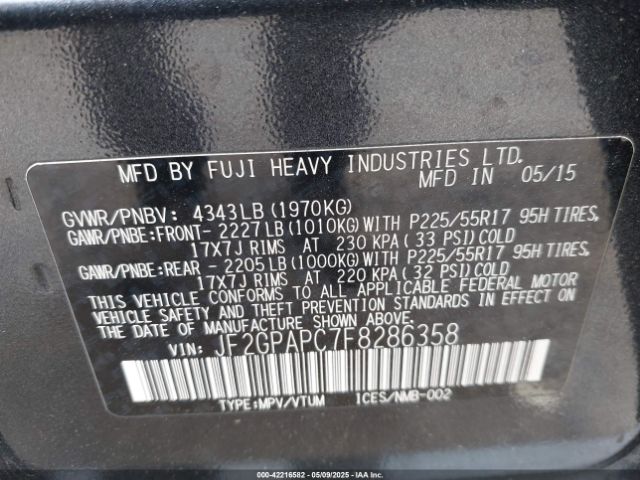 MFD BY FUJI HEAVY INDUSTRIES LTD.
MFD IN 05/15
GVWR/PNBV: 4343LB (1970KG)
GAWR/PNBE:FRONT- 2227 LB (1010KG) WITH P225/55R17 95H TIRES,
17X7J RIMS AT 230 KPA ( 33 PSI) COLD
GAWR/PNBE:REAR - 2205LB (1000KG) WITH P225/55R17 95H TIRES,
17X7J RIMS AT 220 KPA ( 32 PSI) COLD
THIS VEHICLE CONFORMS TO ALL APPLICABLE FEDERAL MOTOR
VEHICLE SAFETY AND THEFT PREVENTION STANDARDS IN EFFECT ON
THE DATE OF MANUFACTURE SHOWN ABOVE.
VIN: JF2GPAPC7F8286358
TYPE:MPV/VTUM ICES/NMB-002
© 000-42216582 - 05/09/2025 - IAAI.COM